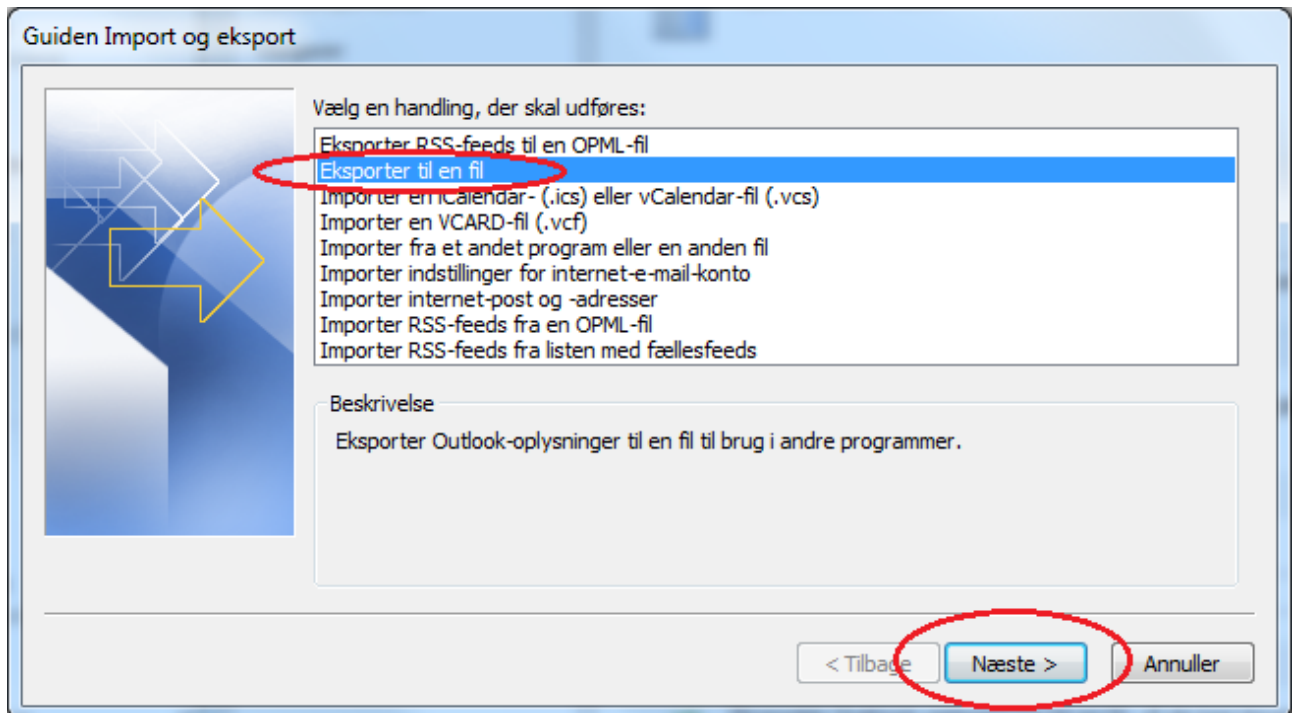 Guiden Import og eksport
Vælg en handling, der skal udføres:
Eksporter RSS-feeds til en OPML-fil
Eksporter til en fil
Importer en iCalendar- (.ics) eller vCalendar-fil (.vcs)
Importer en VCARD-fil (.vcf)
Importer fra et andet program eller en anden fil
Importer indstillinger for internet-e-mail-konto
Importer internet-post og -adresser
Importer RSS-feeds fra en OPML-fil
Importer RSS-feeds fra listen med fællesfeeds
Beskrivelse
Eksporter Outlook-oplysninger til en fil til brug i andre programmer.
< Tilbage Næste > Annuller